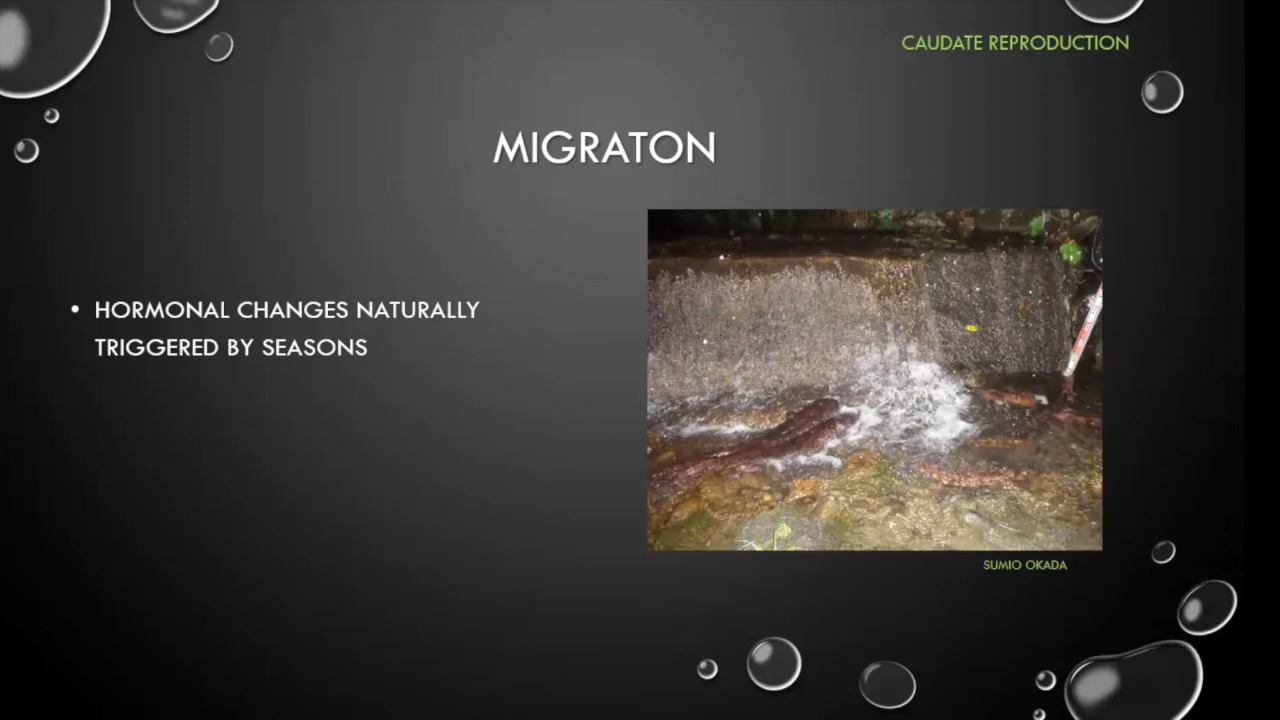 CAUDATE REPRODUCTION
MIGRATON
• HORMONAL CHANGES NATURALLY
TRIGGERED BY SEASONS
SUMIO OKADA